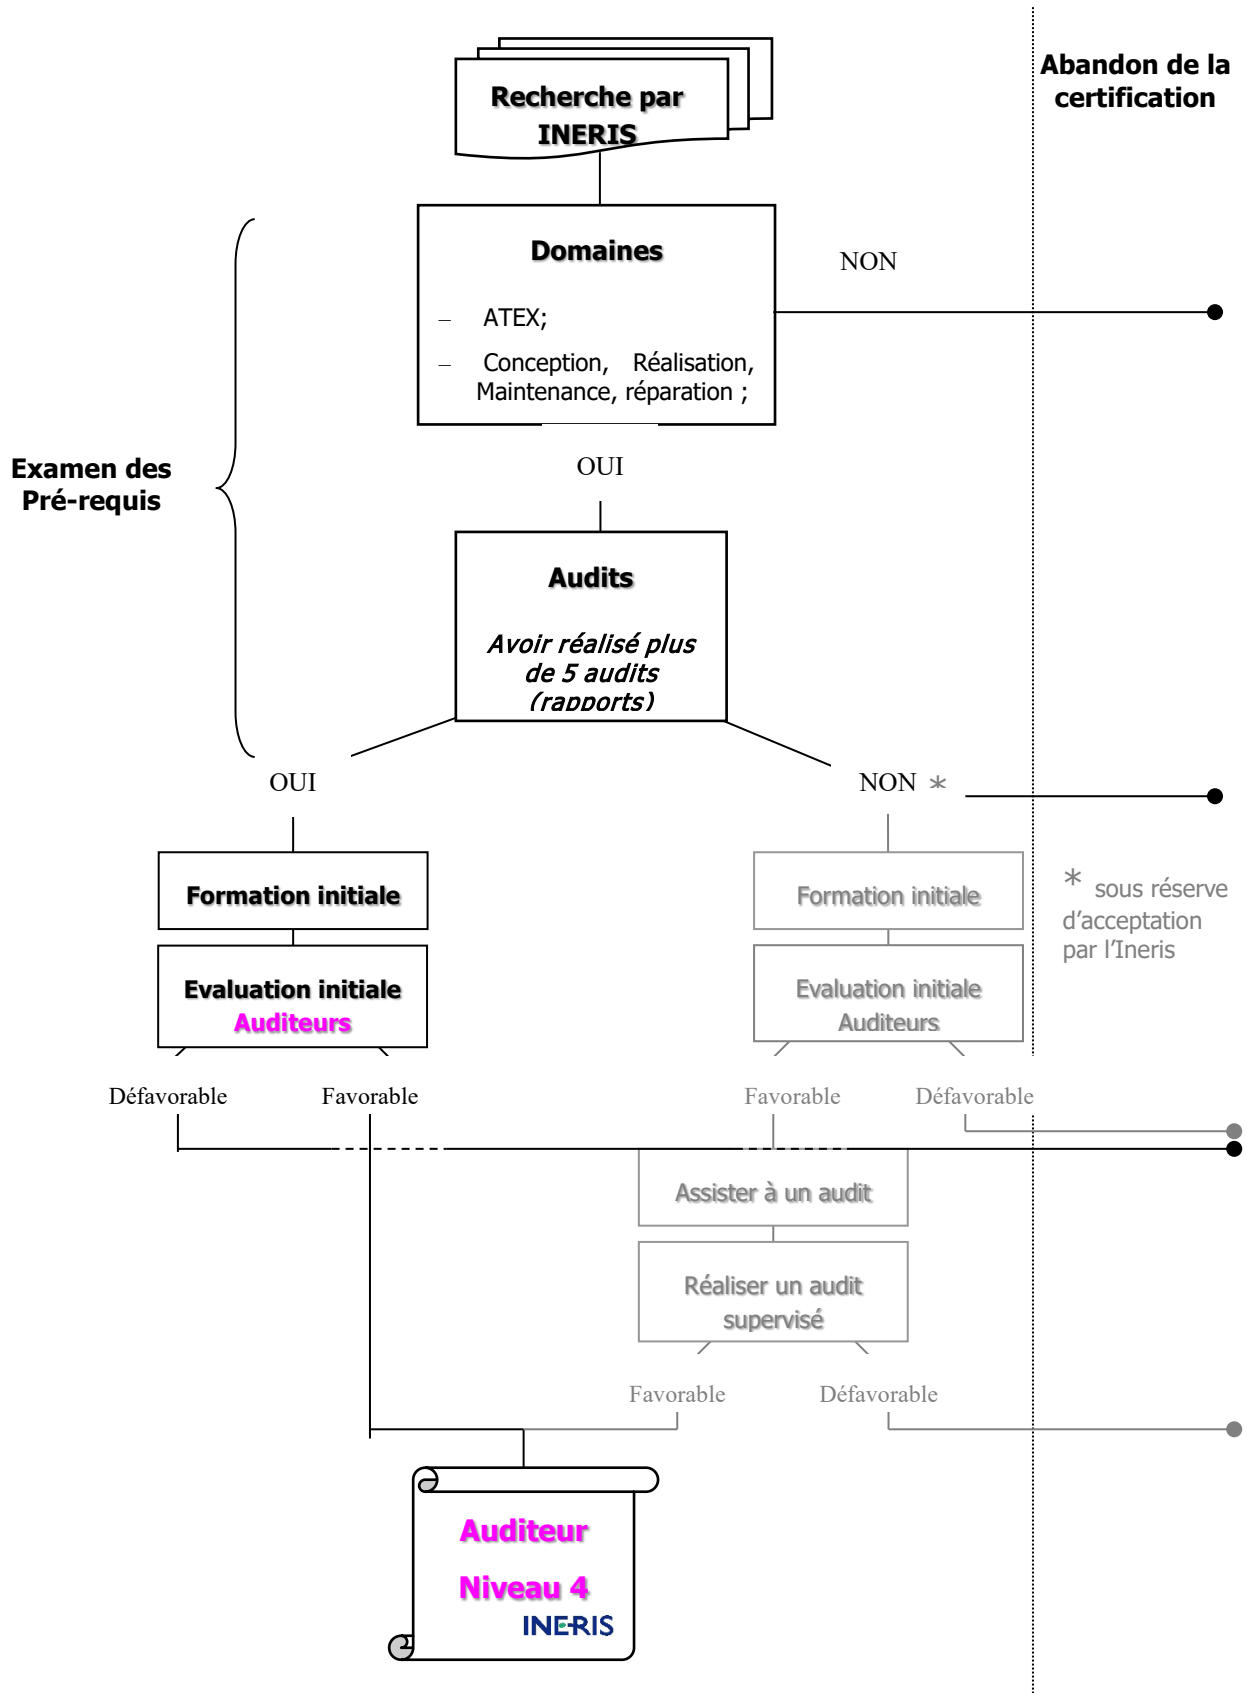 Abandon de la
certification
Recherche par
INERIS
Domaines
NON
– ATEX;
– Conception, Réalisation,
Maintenance, réparation ;
Examen des
Pré-requis
OUI
Audits
Avoir réalisé plus
de 5 audits
(rapports)
OUI
NON *
Formation initiale
Formation initiale
* sous réserve
d'acceptation
par l'Ineris
Evaluation initiale
Auditeurs
Evaluation initiale
Auditeurs
Défavorable
Favorable
Favorable
Défavorable
Assister à un audit
Réaliser un audit
supervisé
Favorable
Défavorable
Auditeur
Niveau 4
INERIS